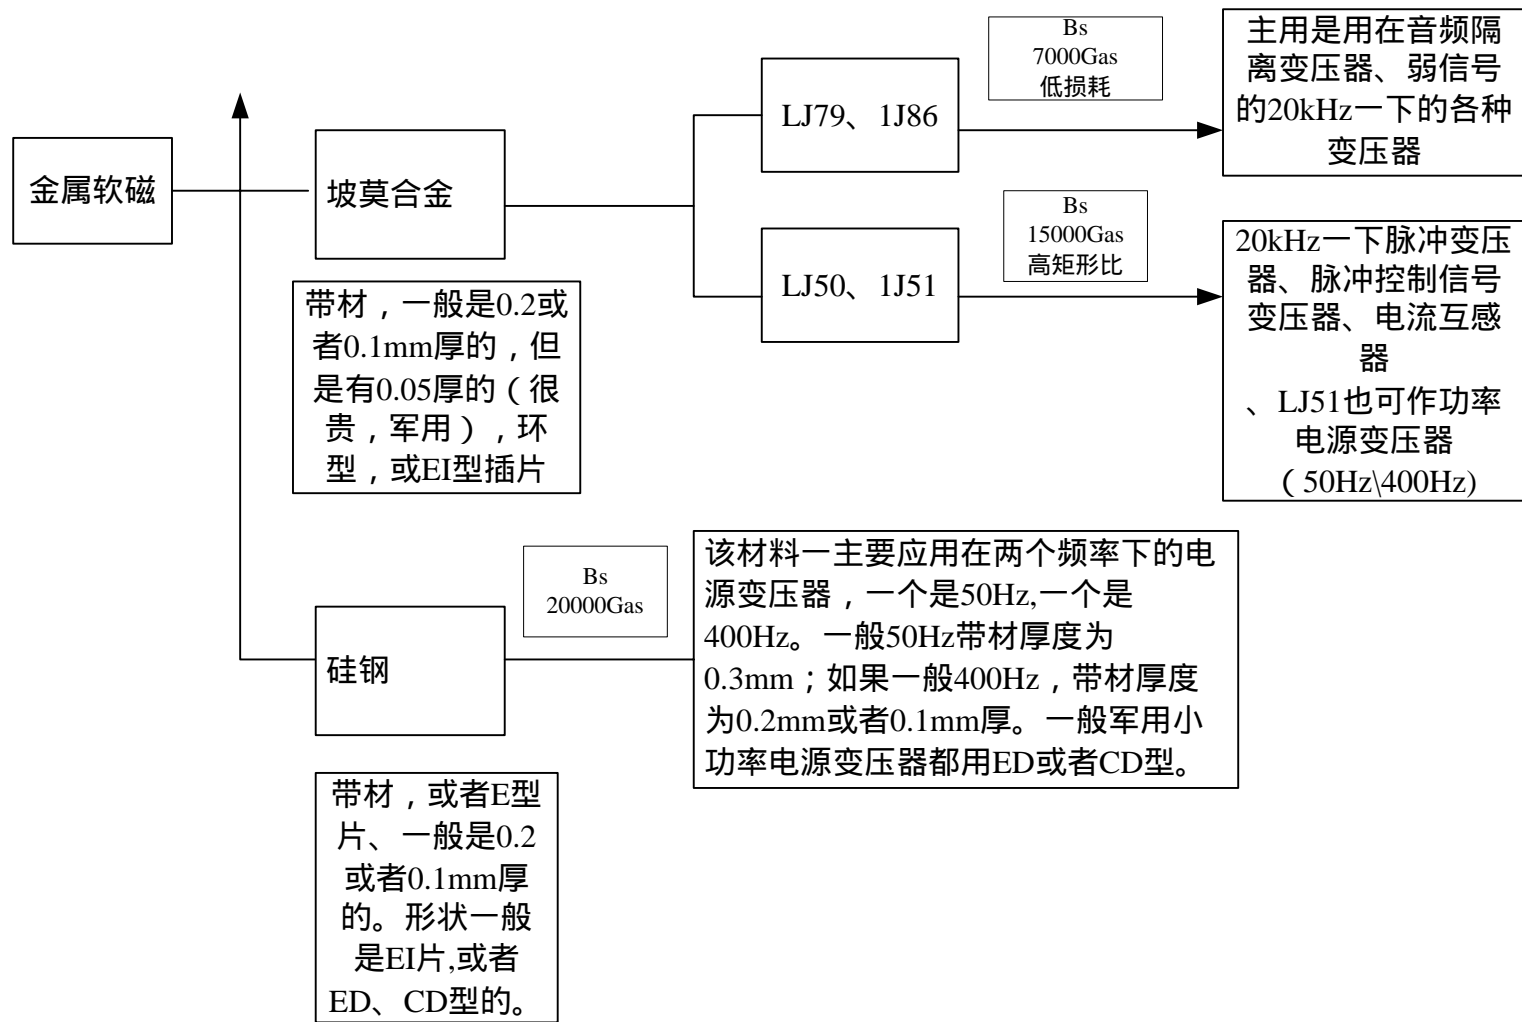 金属软磁
坡莫合金
带材，一般是0.2或
者0.1mm厚的，但
是有0.05厚的（很
贵，军用），环
型，或EI型插片
LJ79、1J86
Bs
7000Gas
低损耗
主用是用在音频隔
离变压器、弱信号
的20kHz一下的各种
变压器
LJ50、1J51
Bs
15000Gas
高矩形比
20kHz一下脉冲变压
器、脉冲控制信号
变压器、电流互感
器
、LJ51也可作功率
电源变压器
（50Hz\400Hz)
硅钢
Bs
20000Gas
该材料一主要应用在两个频率下的电
源变压器，一个是50Hz,一个是
400Hz。一般50Hz带材厚度为
0.3mm；如果一般400Hz，带材厚度
为0.2mm或者0.1mm厚。一般军用小
功率电源变压器都用ED或者CD型。
带材，或者E型
片、一般是0.2
或者0.1mm厚
的。形状一般
是EI片,或者
ED、CD型的。